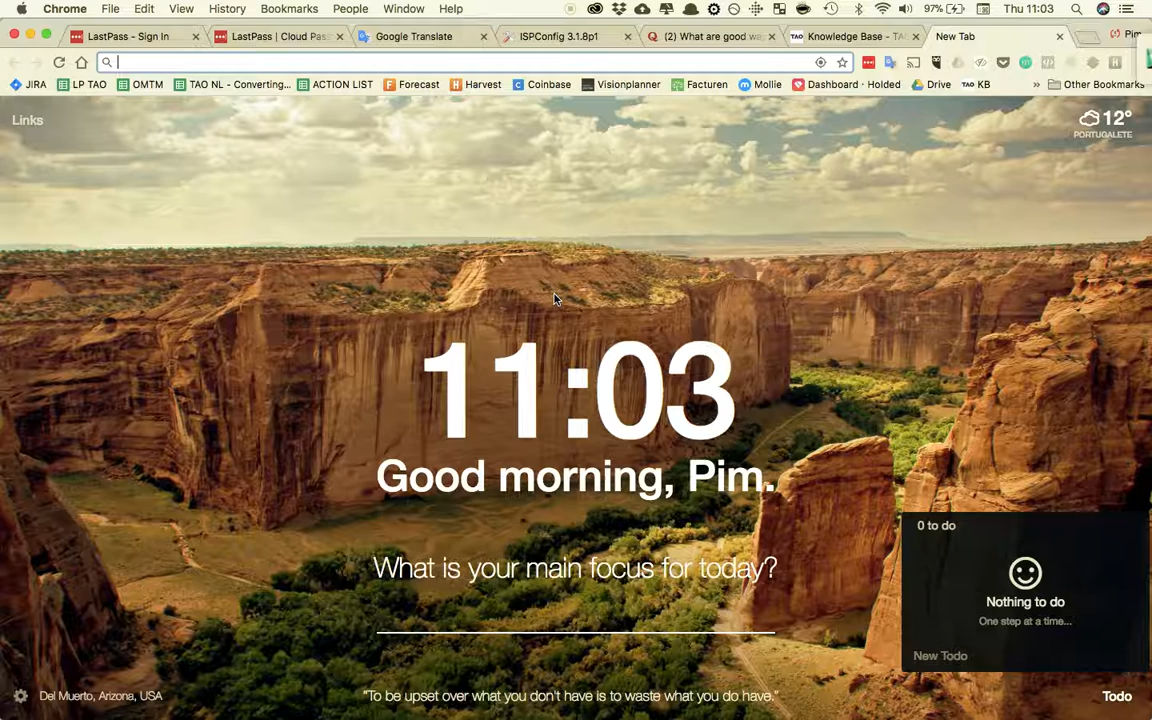 Chrome File Edit View History Bookmarks People Window Help 97% Thu 11:03
LastPass - Sign In LastPass | Cloud Pas Google Translate ISPConfig 3.1.8p1 (2) What are good wa TAO Knowledge Base - TA New Tab Pim
JIRA LP TAO OMTM TAO NL - Converting... ACTION LIST Forecast Harvest Coinbase Visionplanner Facturen Mollie Dashboard · Holded Drive TAO KB » Other Bookmarks
Links
12°
PORTUGALETE
11:03
Good morning, Pim.
What is your main focus for today?
0 to do
Nothing to do
One step at a time...
New Todo
Del Muerto, Arizona, USA
“To be upset over what you don't have is to waste what you do have.”
Todo